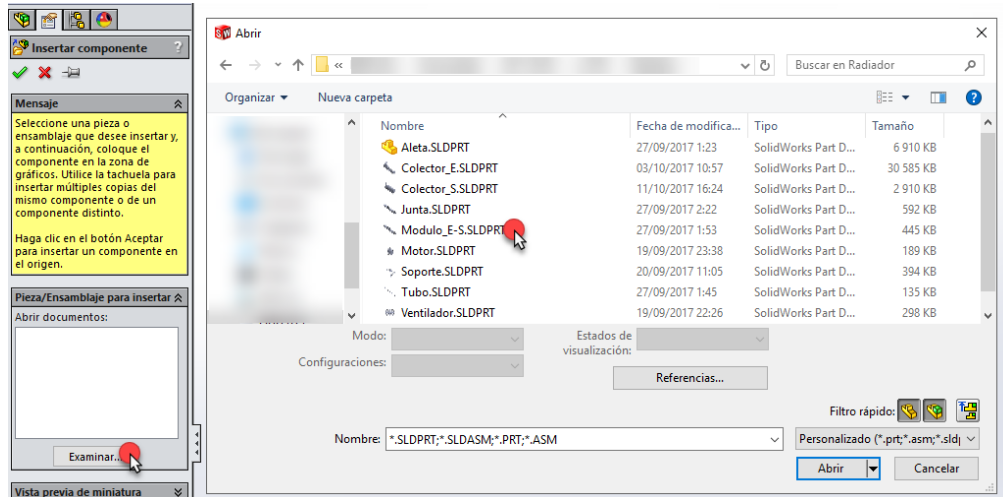 Insertar componente ?
Mensaje
Seleccione una pieza o
ensamblaje que desee insertar y,
a continuación, coloque el
componente en la zona de
gráficos. Utilice la tachuela para
insertar múltiples copias del
mismo componente o de un
componente distinto.
Haga clic en el botón Aceptar
para insertar un componente en
el origen.
Pieza/Ensamblaje para insertar
Abrir documentos:
Examinar...
Vista previa de miniatura
SW Abrir
Buscar en Radiador
Organizar Nueva carpeta ?
Nombre Fecha de modifica... Tipo Tamaño
Aleta.SLDPRT 27/09/2017 1:23 SolidWorks Part D... 6 910 KB
Colector_E.SLDPRT 03/10/2017 10:57 SolidWorks Part D... 30 585 KB
Colector_S.SLDPRT 11/10/2017 16:24 SolidWorks Part D... 2 910 KB
Junta.SLDPRT 27/09/2017 2:22 SolidWorks Part D... 592 KB
Modulo_E-S.SLDPRT 27/09/2017 1:53 SolidWorks Part D... 445 KB
Motor.SLDPRT 19/09/2017 23:38 SolidWorks Part D... 189 KB
Soporte.SLDPRT 20/09/2017 11:05 SolidWorks Part D... 394 KB
Tubo.SLDPRT 27/09/2017 1:45 SolidWorks Part D... 135 KB
Ventilador.SLDPRT 19/09/2017 22:26 SolidWorks Part D... 298 KB
Modo: Estados de
visualización:
Configuraciones:
Referencias...
Filtro rápido:
Nombre: *.SLDPRT;*.SLDASM;*.PRT;*.ASM Personalizado (*.prt;*.asm;*.sldp
Abrir Cancelar